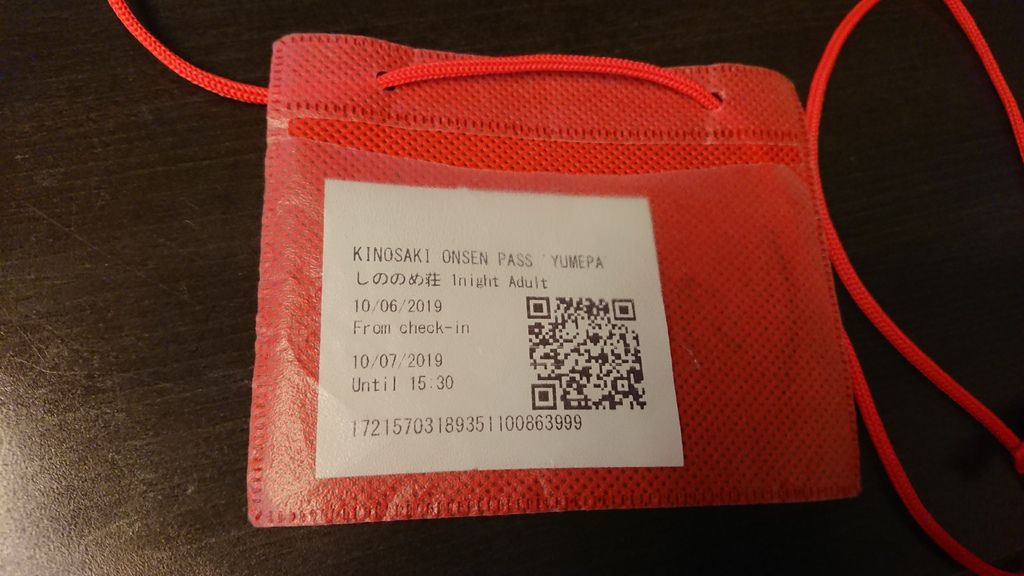 KINOSAKI ONSEN PASS 'YUMEPA
しののめ荘 1night Adult
10/06/2019
From check-in
10/07/2019
Until 15:30
17215703189351100863999